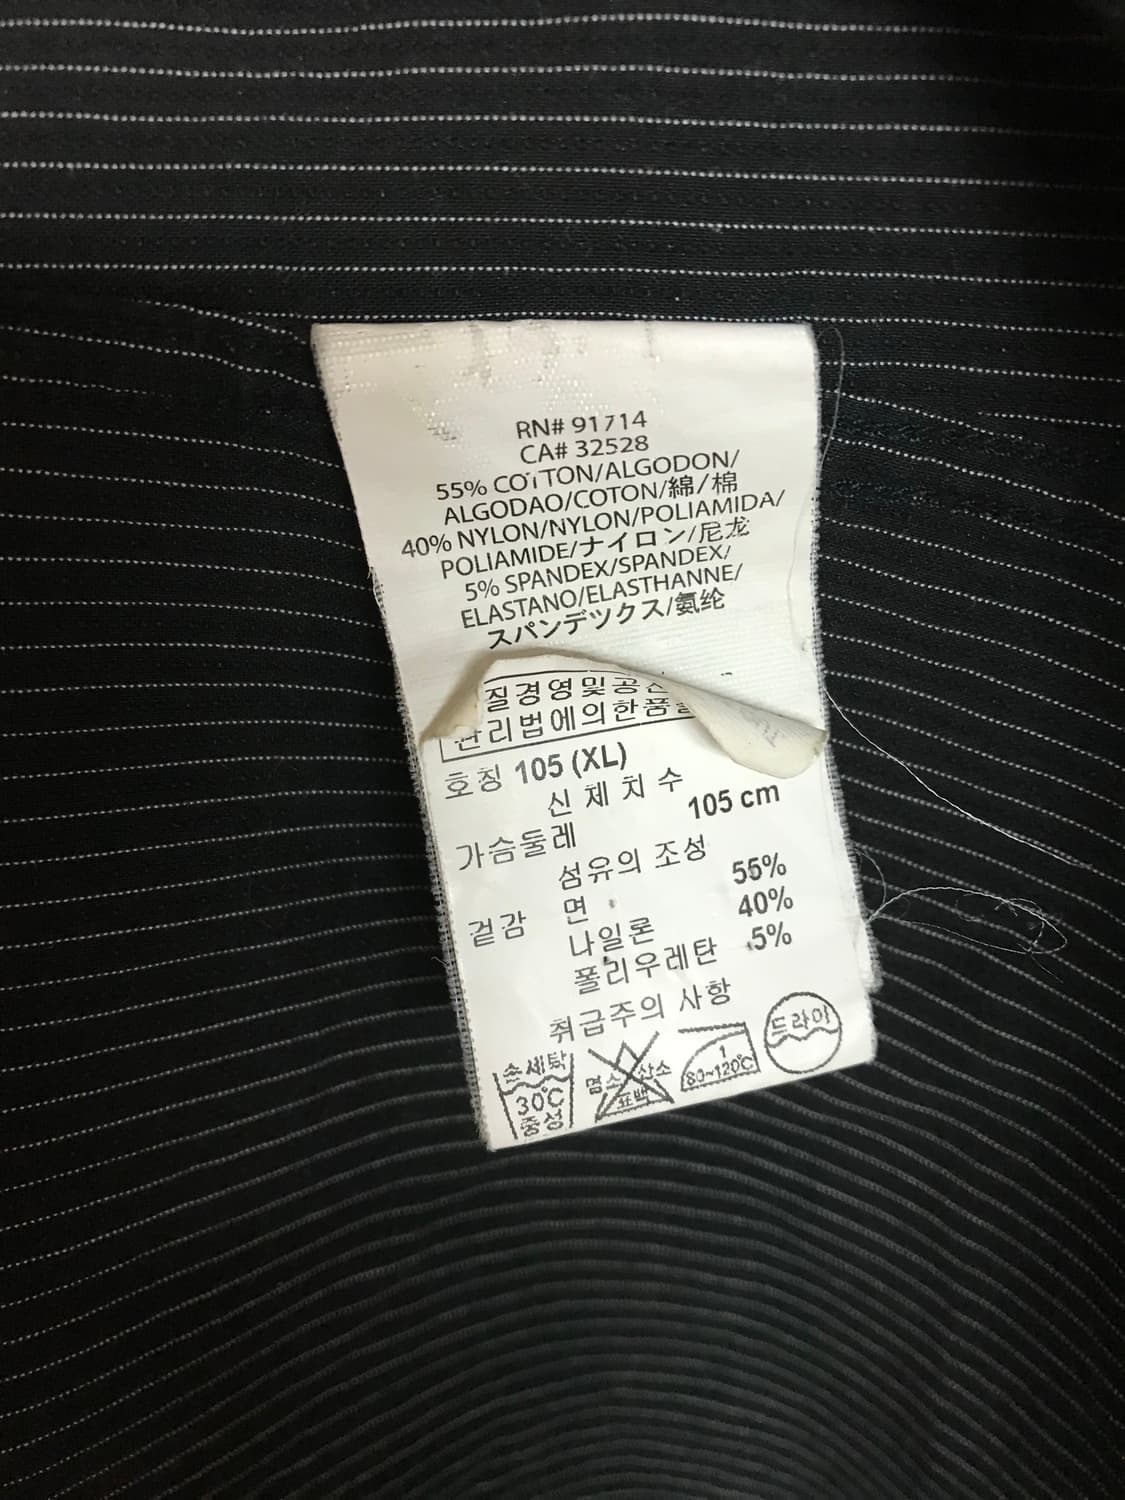 RN# 91714
CA# 32528
55% COTTON/ALGODON/
ALGODAO/COTON/綿/棉
40% NYLON/NYLON/POLIAMIDA/
POLIAMIDE/ナイロン/尼龙
5% SPANDEX/SPANDEX/
ELASTANO/ELASTHANNE/
スパンデックス/氨纶
질경영및공
관리법에의한품
호칭 105 (XL)
신체치수
가슴둘레 105 cm
섬유의 조성
겉감 면 55%
나일론 40%
폴리우레탄 5%
취급주의 사항
손세탁 30℃ 중성
염소 산소 표백
1 80~120℃
드라이